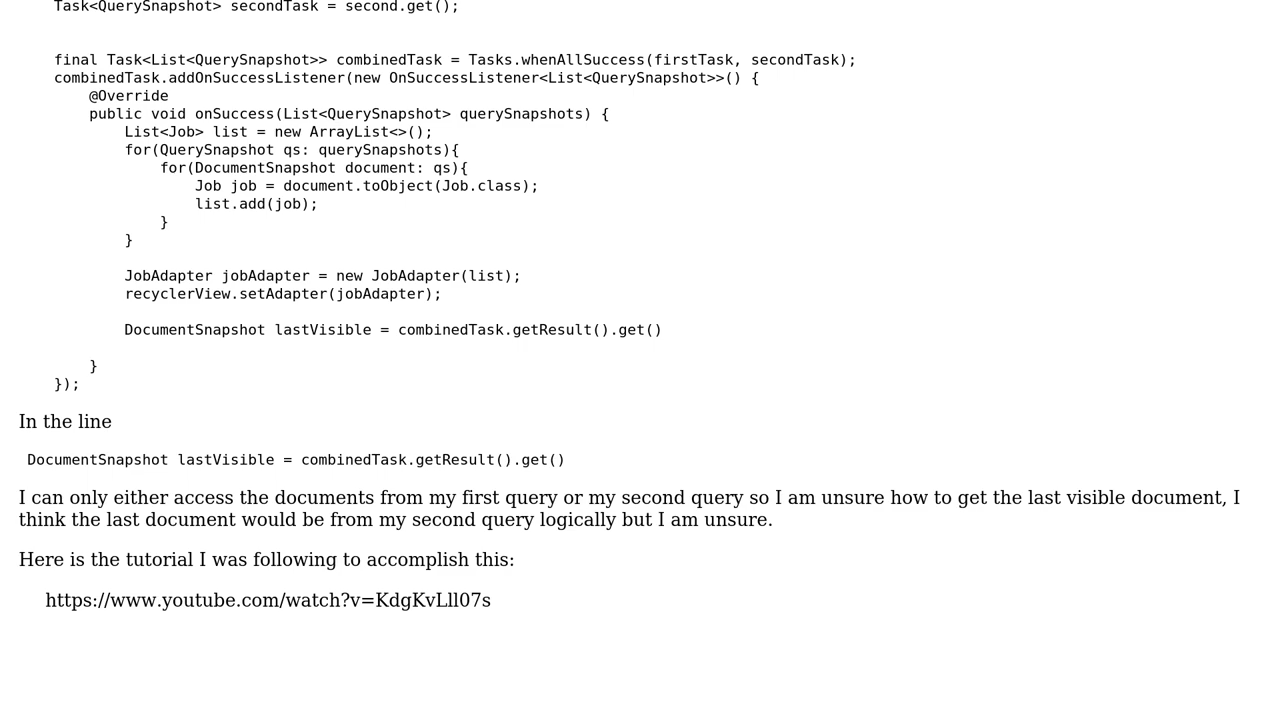 Task<QuerySnapshot> secondTask = second.get();
final Task<List<QuerySnapshot>> combinedTask = Tasks.whenAllSuccess(firstTask, secondTask);
combinedTask.addOnSuccessListener(new OnSuccessListener<List<QuerySnapshot>>() {
@Override
public void onSuccess(List<QuerySnapshot> querySnapshots) {
List<Job> list = new ArrayList<>();
for(QuerySnapshot qs: querySnapshots){
for(DocumentSnapshot document: qs){
Job job = document.toObject(Job.class);
list.add(job);
}
}
JobAdapter jobAdapter = new JobAdapter(list);
recyclerView.setAdapter(jobAdapter);
DocumentSnapshot lastVisible = combinedTask.getResult().get()
}
});
In the line
DocumentSnapshot lastVisible = combinedTask.getResult().get()
I can only either access the documents from my first query or my second query so I am unsure how to get the last visible document, I
think the last document would be from my second query logically but I am unsure.
Here is the tutorial I was following to accomplish this:
https://www.youtube.com/watch?v=KdgKvLll07s